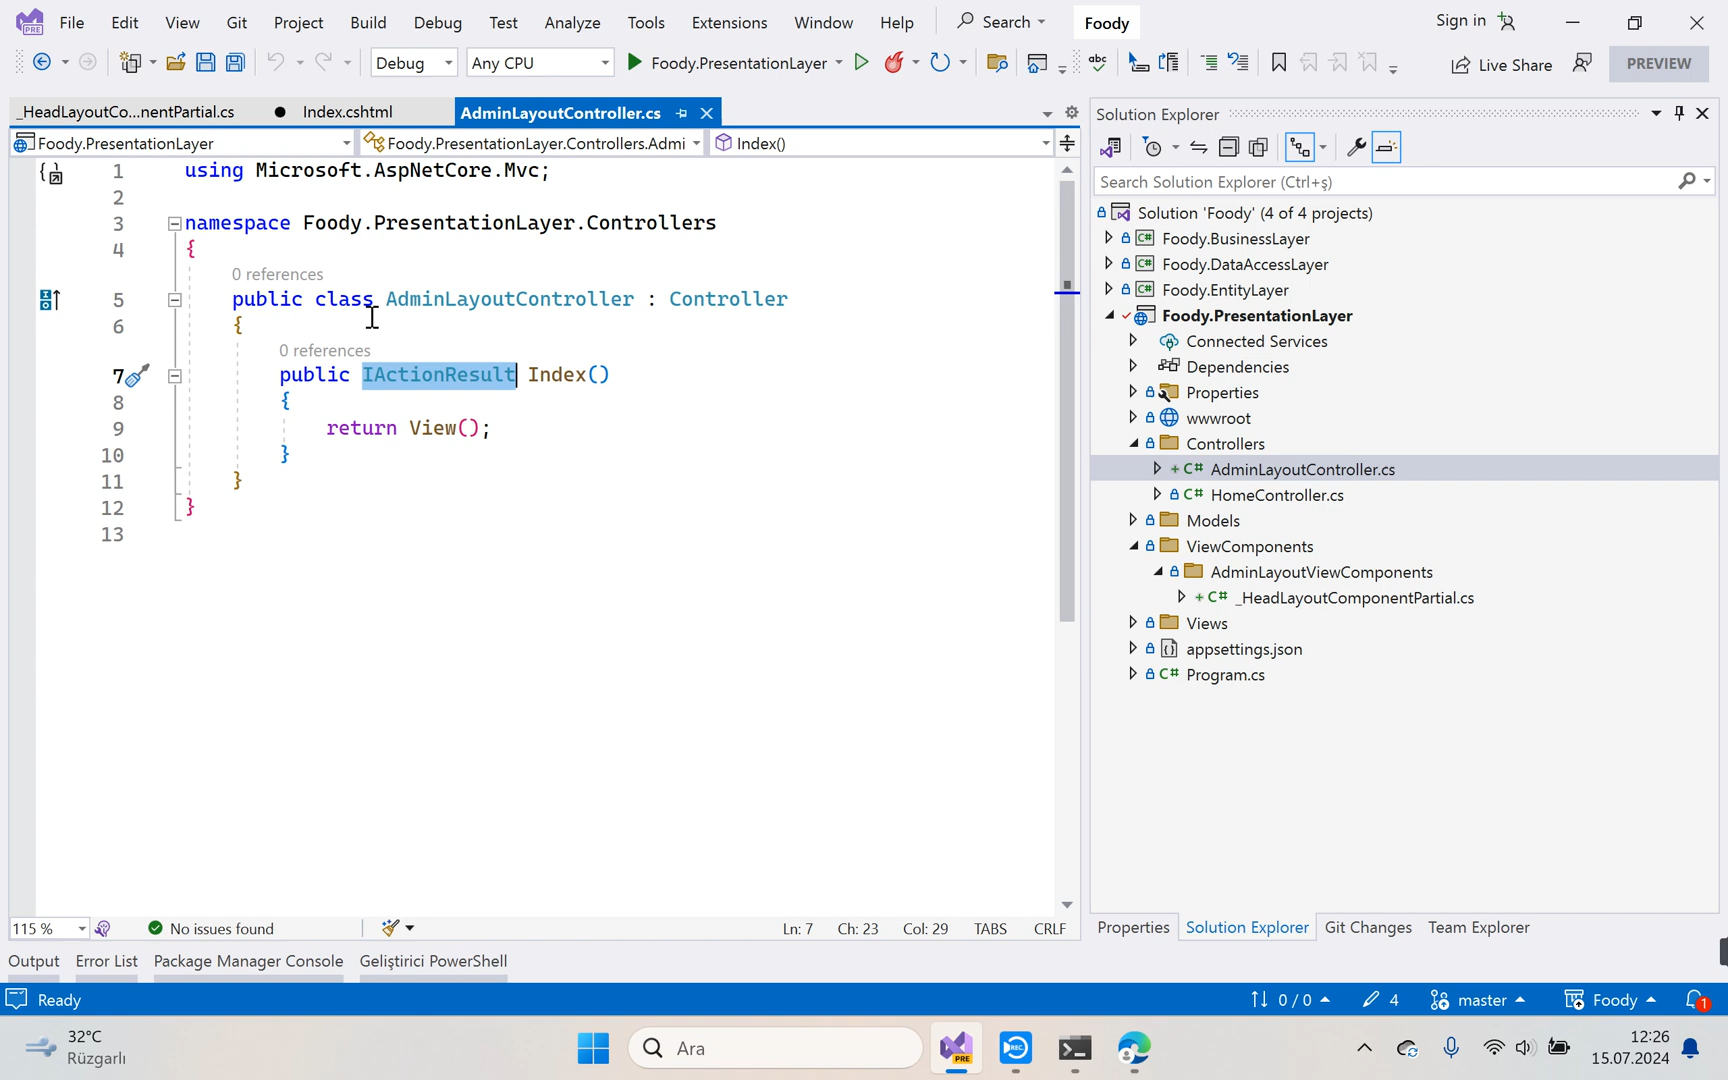 File Edit View Git Project Build Debug Test Analyze Tools Extensions Window Help Search Foody Sign in
Debug Any CPU Foody.PresentationLayer Live Share PREVIEW
_HeadLayoutCo...nentPartial.cs Index.cshtml AdminLayoutController.cs
Foody.PresentationLayer Foody.PresentationLayer.Controllers.Admi Index()
1 using Microsoft.AspNetCore.Mvc;
2
3 namespace Foody.PresentationLayer.Controllers
4 {
0 references
5 public class AdminLayoutController : Controller
6 {
0 references
7 public IActionResult Index()
8 {
9 return View();
10 }
11 }
12 }
13
115 % No issues found Ln: 7 Ch: 23 Col: 29 TABS CRLF
Solution Explorer
Search Solution Explorer (Ctrl+ş)
Solution 'Foody' (4 of 4 projects)
Foody.BusinessLayer
Foody.DataAccessLayer
Foody.EntityLayer
Foody.PresentationLayer
Connected Services
Dependencies
Properties
wwwroot
Controllers
AdminLayoutController.cs
HomeController.cs
Models
ViewComponents
AdminLayoutViewComponents
_HeadLayoutComponentPartial.cs
Views
appsettings.json
Program.cs
Properties Solution Explorer Git Changes Team Explorer
Output Error List Package Manager Console Geliştirici PowerShell
Ready 0 / 0 4 master Foody 1
32°C
Rüzgarlı
Ara
PRE
REC
12:26
15.07.2024